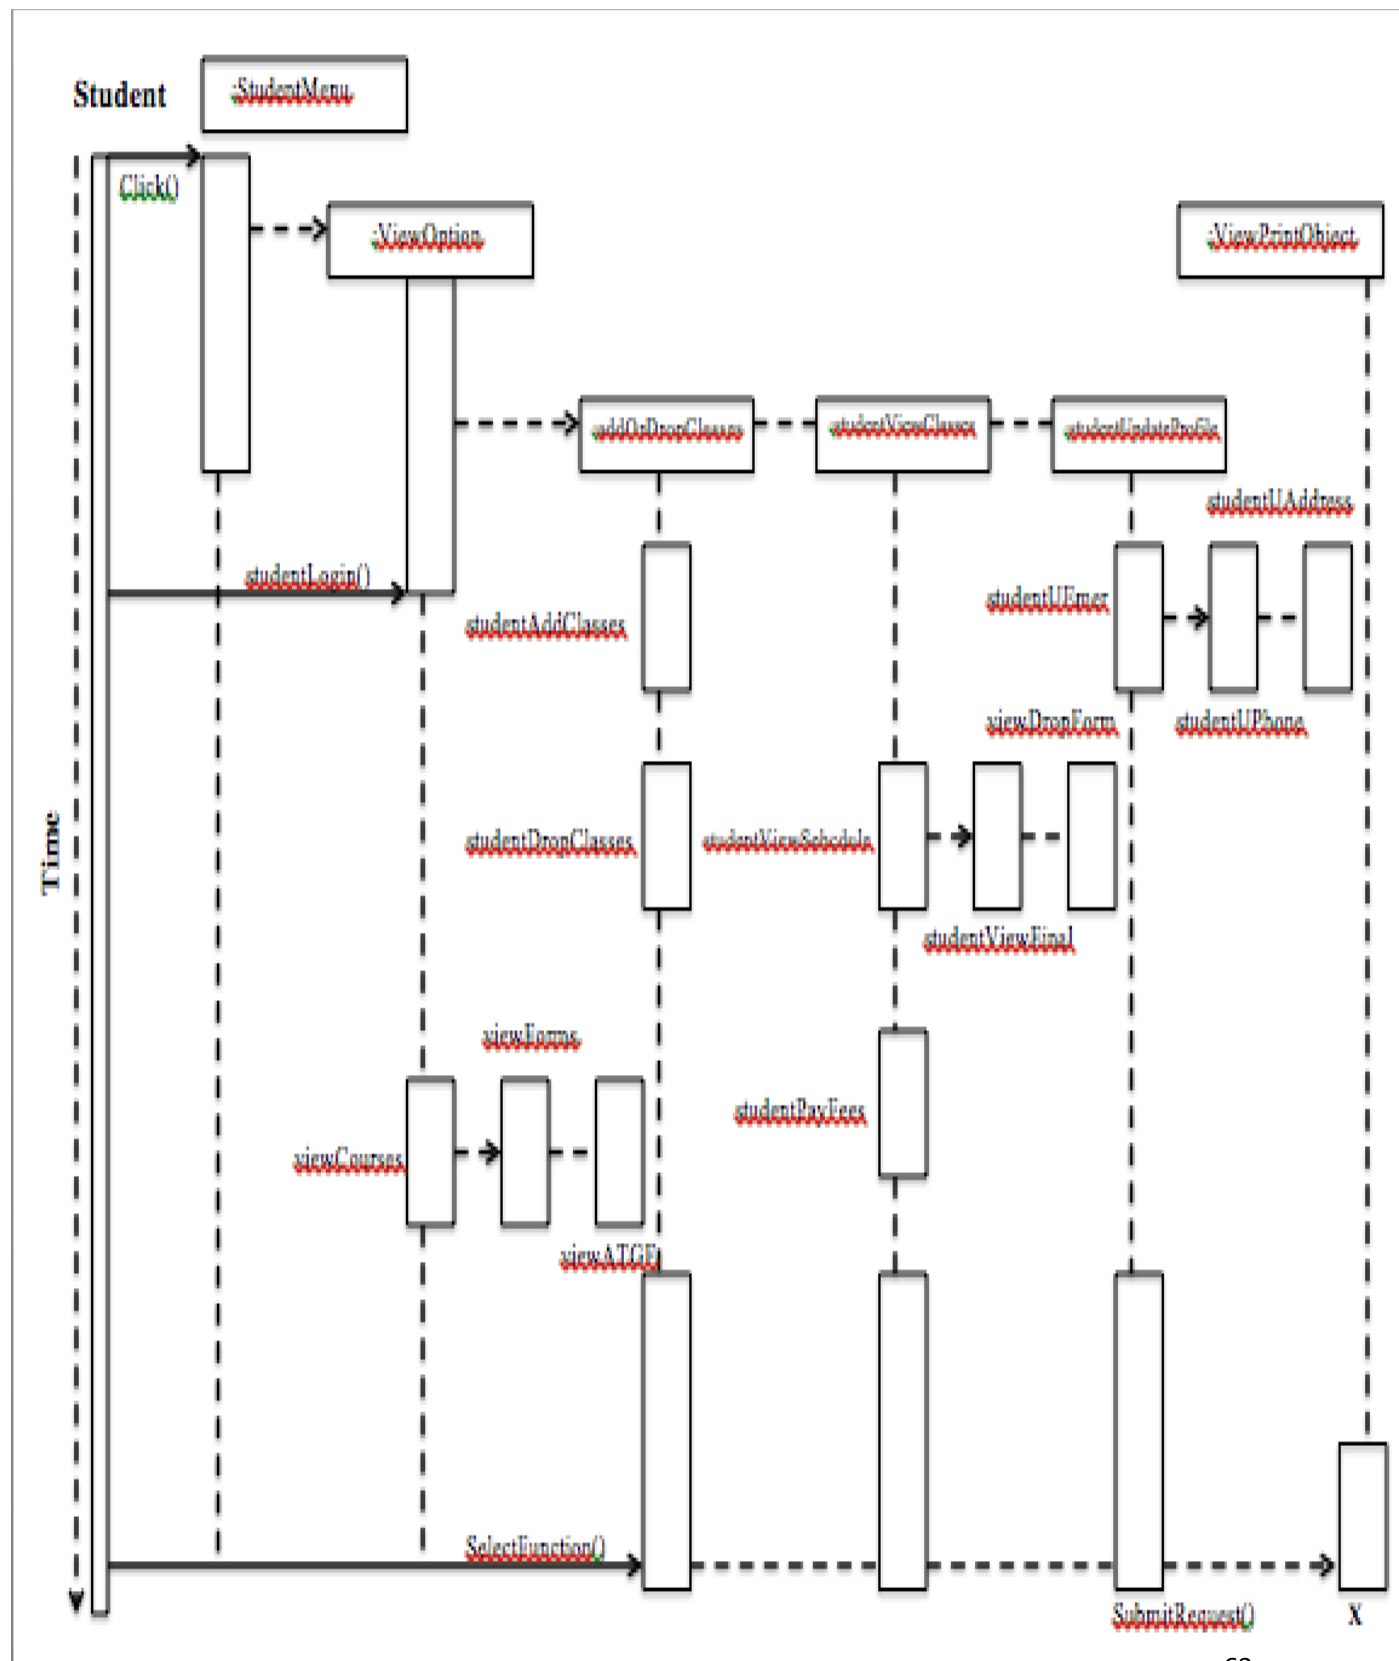 Student
:StudentMenu
Click()
:ViewOption
:ViewPrintObject
:addOrDropClasses
:studentViewClasses
:studentUpdateProfile
studentUAddress
studentLogin()
studentUEmer
studentAddClasses
viewDropForm
studentUPhone
Time
studentDropClasses
studentViewSchedule
studentViewFinal
viewForms
studentPayFees
viewCourses
viewATGF
SelectFunction()
SubmitRequest()
X